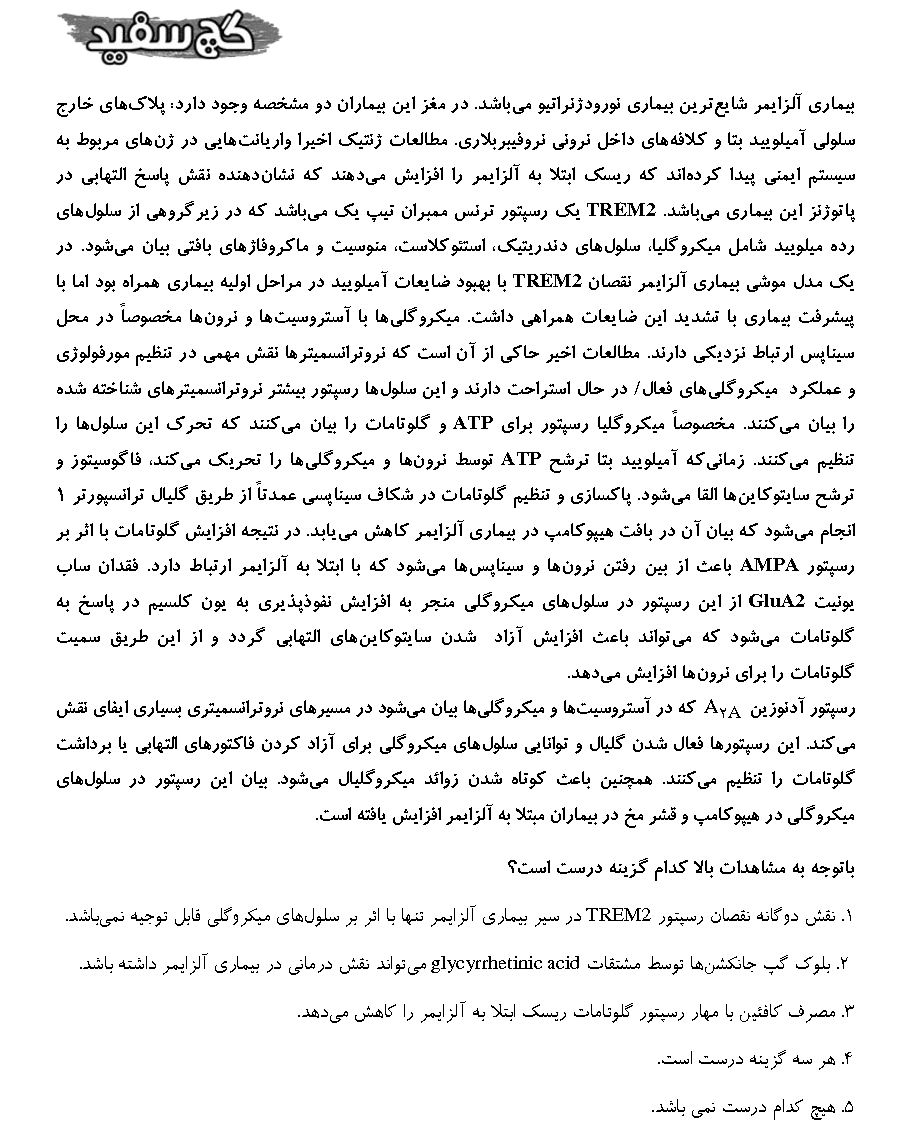 گچ سفید
بیماری آلزایمر شایع‌ترین بیماری نورودژنراتیو می‌باشد. در مغز این بیماران دو مشخصه وجود دارد: پلاک‌های خارج
سلولی آمیلویید بتا و کلافه‌های داخل نرونی نروفیبریلاری. مطالعات ژنتیک اخیرا واریانت‌هایی در ژن‌های مربوط به
سیستم ایمنی پیدا کرده‌اند که ریسک ابتلا به آلزایمر را افزایش می‌دهند که نشان‌دهنده نقش پاسخ التهابی در
پاتوژنز این بیماری می‌باشد. TREM2 یک رسپتور ترنس ممبران تیپ یک می‌باشد که در زیر گروهی از سلول‌های
رده میلویید شامل میکروگلیا، سلول‌های دندریتیک، استئوکلاست، منوسیت و ماکروفاژهای بافتی بیان می‌شود. در
یک مدل موشی بیماری آلزایمر نقصان TREM2 با بهبود ضایعات آمیلویید در مراحل اولیه بیماری همراه بود اما با
پیشرفت بیماری با تشدید این ضایعات همراهی داشت. میکروگلی‌ها با آستروسیت‌ها و نرون‌ها مخصوصاً در محل
سیناپس ارتباط نزدیکی دارند. مطالعات اخیر حاکی از آن است که نروترانسمیترها نقش مهمی در تنظیم مورفولوژی
و عملکرد میکروگلی‌های فعال/ در حال استراحت دارند و این سلول‌ها رسپتور بیشتر نروترانسمیترهای شناخته شده
را بیان می‌کنند. مخصوصاً میکروگلیا رسپتور برای ATP و گلوتامات را بیان می‌کنند که تحرک این سلول‌ها را
تنظیم می‌کنند. زمانی‌که آمیلویید بتا ترشح ATP توسط نرون‌ها و میکروگلی‌ها را تحریک می‌کند، فاگوسیتوز و
ترشح سایتوکاین‌ها القا می‌شود. پاکسازی و تنظیم گلوتامات در شکاف سیناپسی عمدتاً از طریق گلیال ترانسپورتر ۱
انجام می‌شود که بیان آن در بافت هیپوکامپ در بیماری آلزایمر کاهش می‌یابد. در نتیجه افزایش گلوتامات با اثر بر
رسپتور AMPA باعث از بین رفتن نرون‌ها و سیناپس‌ها می‌شود که با ابتلا به آلزایمر ارتباط دارد. فقدان ساب
یونیت GluA2 از این رسپتور در سلول‌های میکروگلی منجر به افزایش نفوذپذیری به یون کلسیم در پاسخ به
گلوتامات می‌شود که می‌تواند باعث افزایش آزاد شدن سایتوکاین‌های التهابی گردد و از این طریق سمیت
گلوتامات را برای نرون‌ها افزایش می‌دهد.
رسپتور آدنوزین A۲A که در آستروسیت‌ها و میکروگلی‌ها بیان می‌شود در مسیرهای نروترانسمیتری بسیاری ایفای نقش
می‌کند. این رسپتورها فعال شدن گلیال و توانایی سلول‌های میکروگلی برای آزاد کردن فاکتورهای التهابی یا برداشت
گلوتامات را تنظیم می‌کنند. همچنین باعث کوتاه شدن زوائد میکروگلیال می‌شود. بیان این رسپتور در سلول‌های
میکروگلی در هیپوکامپ و قشر مخ در بیماران مبتلا به آلزایمر افزایش یافته است.
باتوجه به مشاهدات بالا کدام گزینه درست است؟
۱. نقش دوگانه نقصان رسپتور TREM2 در سیر بیماری آلزایمر تنها با اثر بر سلول‌های میکروگلی قابل توجیه نمی‌باشد.
۲. بلوک گپ جانکشن‌ها توسط مشتقات glycyrrhetinic acid می‌تواند نقش درمانی در بیماری آلزایمر داشته باشد.
۳. مصرف کافئین با مهار رسپتور گلوتامات ریسک ابتلا به آلزایمر را کاهش می‌دهد.
۴. هر سه گزینه درست است.
۵. هیچ کدام درست نمی باشد.